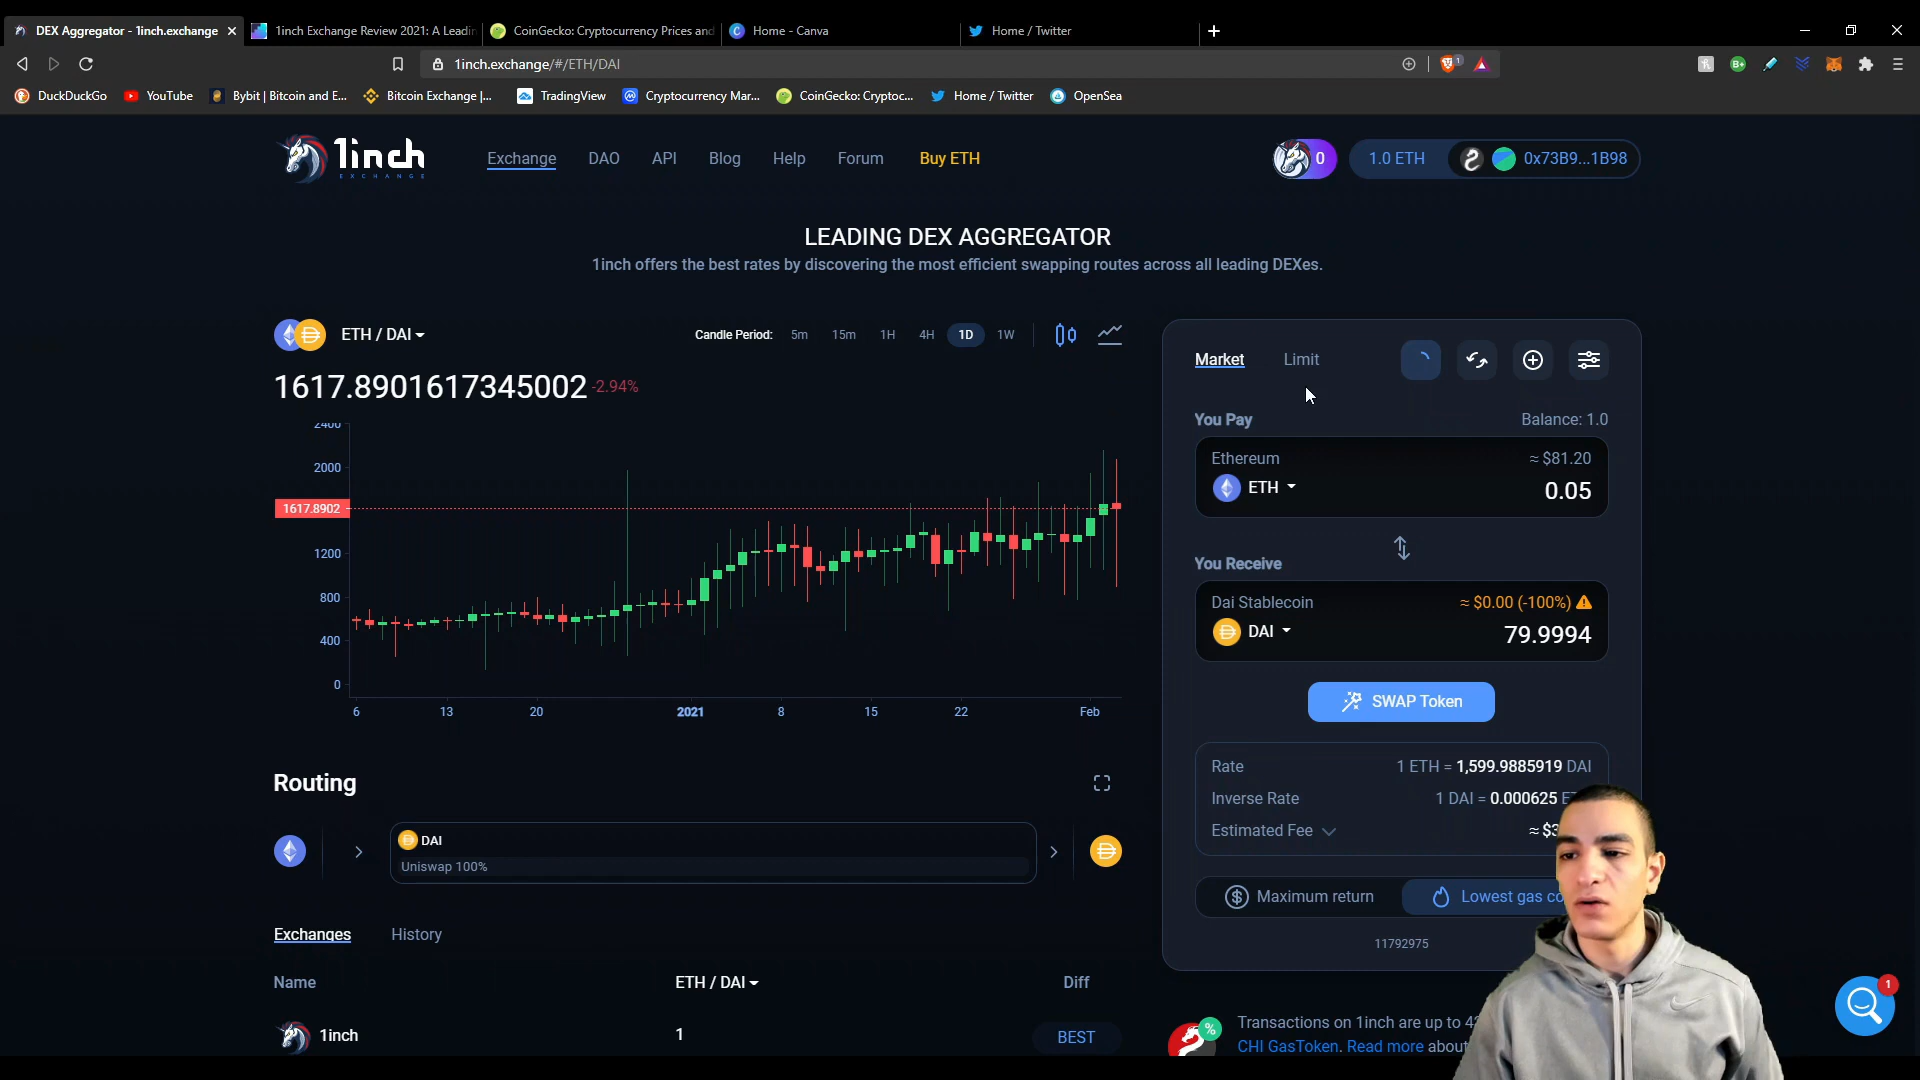 DEX Aggregator - 1inch.exchange
1inch Exchange Review 2021: A Leadin
CoinGecko: Cryptocurrency Prices and
Home - Canva
Home / Twitter
1inch.exchange/#/ETH/DAI
1
DuckDuckGo
YouTube
Bybit | Bitcoin and E...
Bitcoin Exchange |...
TradingView
Cryptocurrency Mar...
CoinGecko: Cryptoc...
Home / Twitter
OpenSea
1inch
EXCHANGE
Exchange
DAO
API
Blog
Help
Forum
Buy ETH
0
1.0 ETH
0x73B9...1B98
LEADING DEX AGGREGATOR
1inch offers the best rates by discovering the most efficient swapping routes across all leading DEXes.
ETH / DAI
Candle Period: 5m 15m 1H 4H 1D 1W
1617.8901617345002 -2.94%
2400
2000
1617.8902
1200
800
400
0
6 13 20 2021 8 15 22 Feb
Market
Limit
You Pay
Balance: 1.0
Ethereum
≈ $81.20
ETH
0.05
You Receive
Dai Stablecoin
≈ $0.00 (-100%)
DAI
79.9994
SWAP Token
Rate
1 ETH = 1,599.9885919 DAI
Inverse Rate
1 DAI = 0.000625
Estimated Fee
≈ $3
Maximum return
Lowest gas co
11792975
Routing
DAI
Uniswap 100%
Exchanges
History
Name
ETH / DAI
Diff
1inch
1
BEST
%
Transactions on 1inch are up to 4
CHI GasToken. Read more about
1